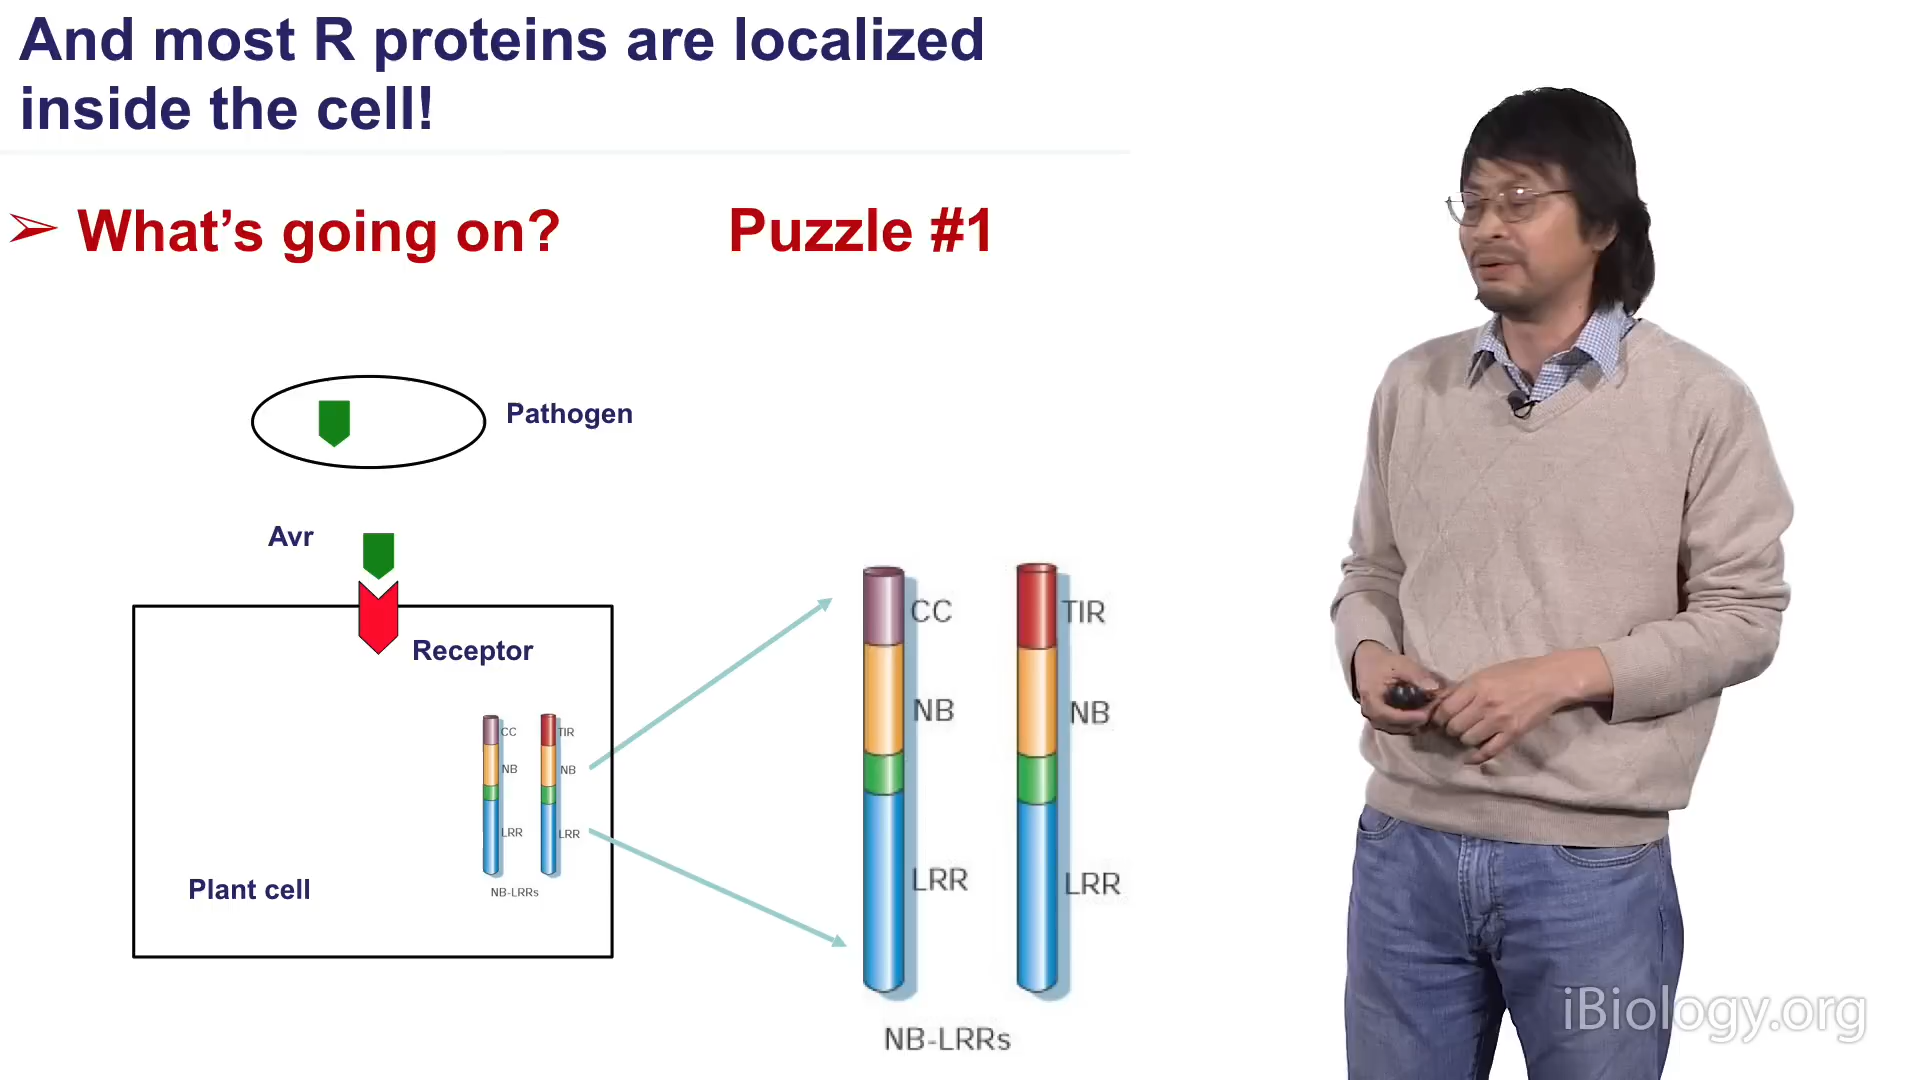 And most R proteins are localized
inside the cell!
➢ What's going on?
Puzzle #1
Pathogen
Avr
Receptor
CC
TIR
NB
NB
LRR
LRR
NB-LRRs
Plant cell
CC
TIR
NB
NB
LRR
LRR
NB-LRRs
iBiology.org